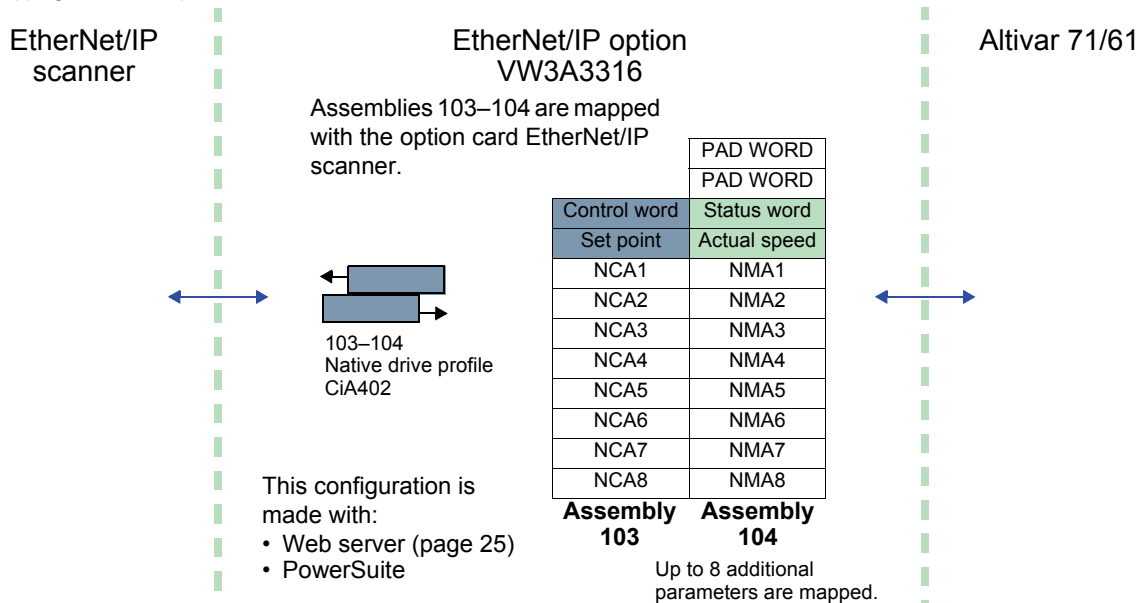 EtherNet/IP
scanner
EtherNet/IP option
VW3A3316
Altivar 71/61
Assemblies 103–104 are mapped
with the option card EtherNet/IP
scanner.
PAD WORD
PAD WORD
Control word Status word
Set point Actual speed
NCA1 NMA1
NCA2 NMA2
NCA3 NMA3
NCA4 NMA4
NCA5 NMA5
NCA6 NMA6
NCA7 NMA7
NCA8 NMA8
Assembly Assembly
103 104
103–104
Native drive profile
CiA402
This configuration is
made with:
• Web server (page 25)
• PowerSuite
Up to 8 additional
parameters are mapped.